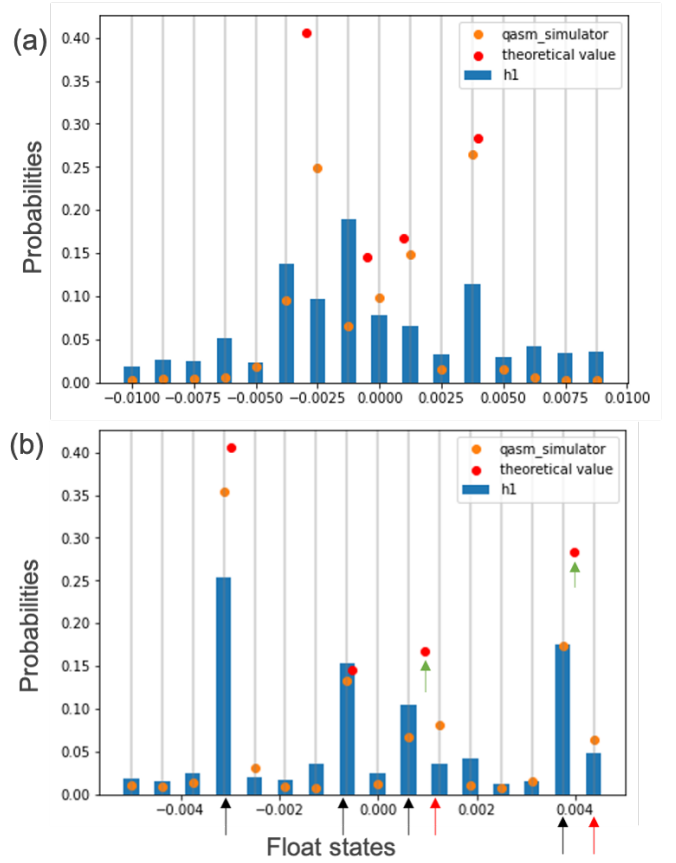 (a)
Probabilities
0.40
0.35
0.30
0.25
0.20
0.15
0.10
0.05
0.00
qasm_simulator
theoretical value
h1
−0.0100 −0.0075 −0.0050 −0.0025 0.0000 0.0025 0.0050 0.0075 0.0100
(b)
Probabilities
0.40
0.35
0.30
0.25
0.20
0.15
0.10
0.05
0.00
qasm_simulator
theoretical value
h1
−0.004 −0.002 0.000 0.002 0.004
Float states